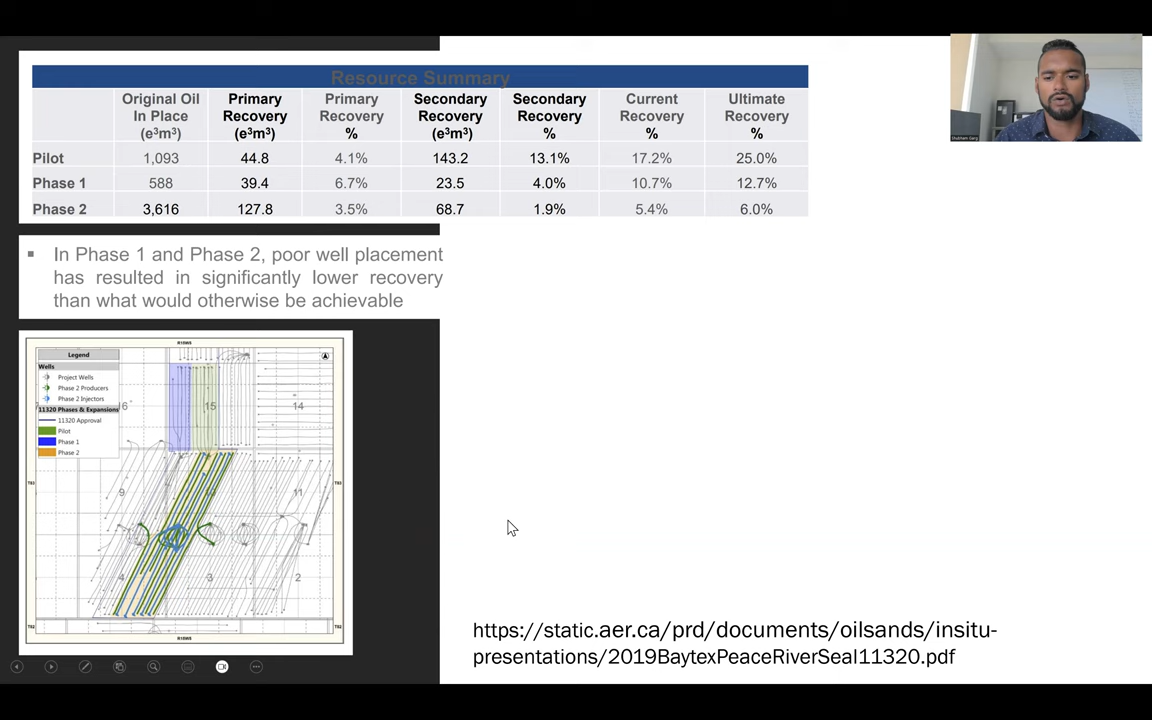 Resource Summary
Original Oil In Place (e³m³) Primary Recovery (e³m³) Primary Recovery % Secondary Recovery (e³m³) Secondary Recovery % Current Recovery % Ultimate Recovery %
Pilot 1,093 44.8 4.1% 143.2 13.1% 17.2% 25.0%
Phase 1 588 39.4 6.7% 23.5 4.0% 10.7% 12.7%
Phase 2 3,616 127.8 3.5% 68.7 1.9% 5.4% 6.0%
▪ In Phase 1 and Phase 2, poor well placement
has resulted in significantly lower recovery
than what would otherwise be achievable
Legend
Wells
Project Wells
Phase 2 Producers
Phase 2 Injectors
11320 Phases & Expansions
11320 Approval
Pilot
Phase 1
Phase 2
15
14
9
11
4
3
2
https://static.aer.ca/prd/documents/oilsands/insitu-
presentations/2019BaytexPeaceRiverSeal11320.pdf